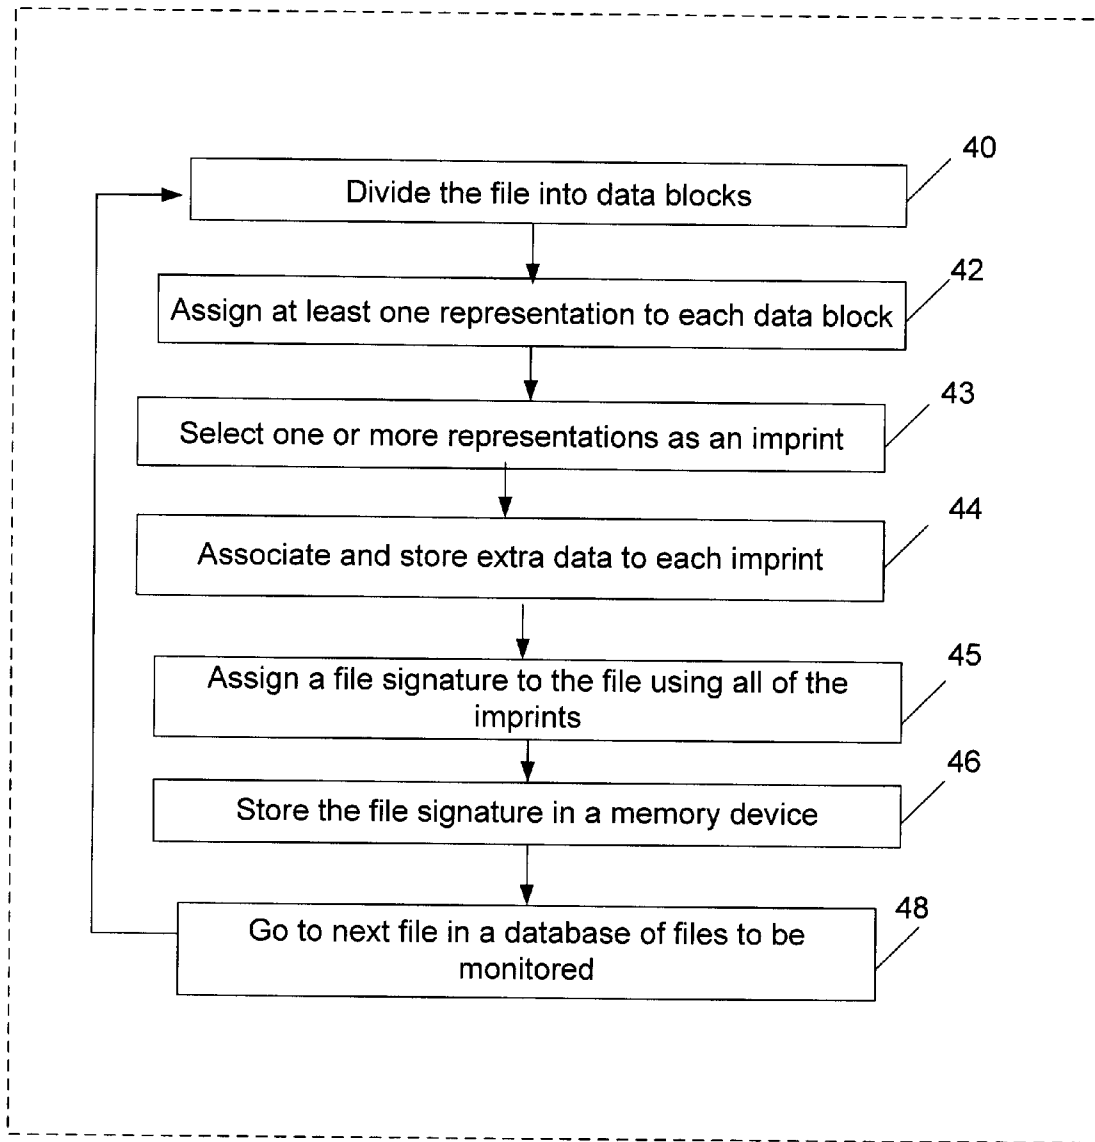 40
Divide the file into data blocks
42
Assign at least one representation to each data block
43
Select one or more representations as an imprint
44
Associate and store extra data to each imprint
45
Assign a file signature to the file using all of the
imprints
46
Store the file signature in a memory device
48
Go to next file in a database of files to be
monitored